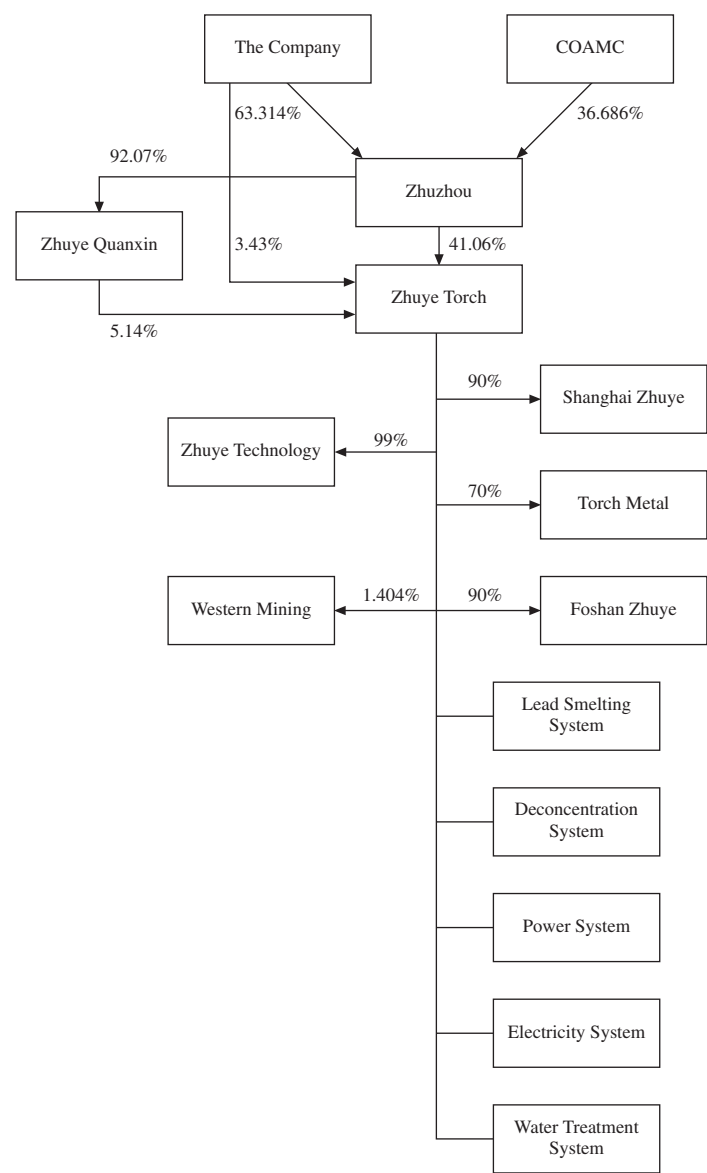 The Company
COAMC
63.314%
36.686%
92.07%
Zhuzhou
Zhuye Quanxin
3.43%
41.06%
Zhuye Torch
5.14%
90%
Shanghai Zhuye
Zhuye Technology
99%
70%
Torch Metal
Western Mining
1.404%
90%
Foshan Zhuye
Lead Smelting
System
Deconcentration
System
Power System
Electricity System
Water Treatment
System